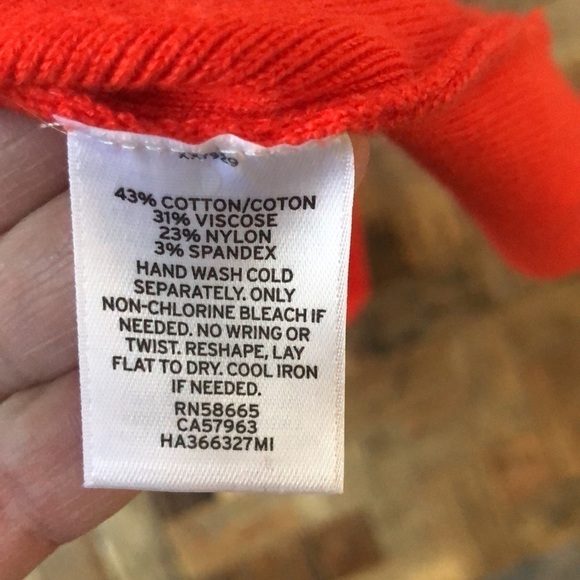 43% COTTON/COTON
31% VISCOSE
23% NYLON
3% SPANDEX
HAND WASH COLD
SEPARATELY. ONLY
NON-CHLORINE BLEACH IF
NEEDED. NO WRING OR
TWIST. RESHAPE, LAY
FLAT TO DRY. COOL IRON
IF NEEDED.
RN58665
CA57963
HA366327MI